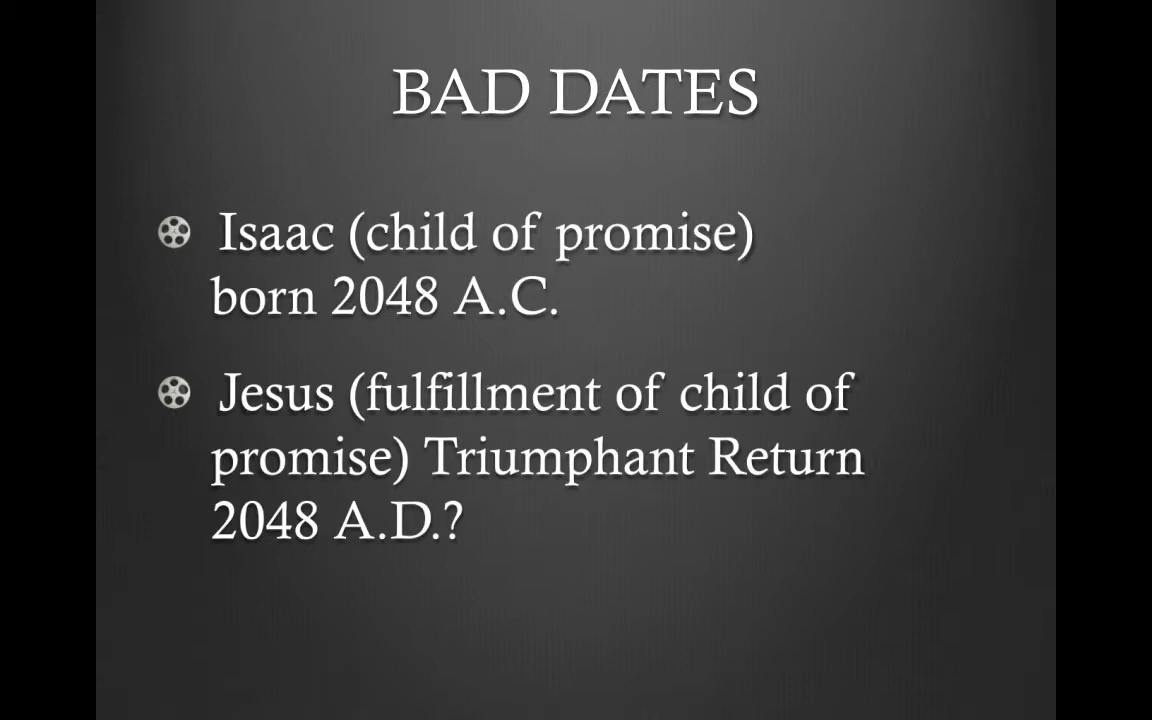 BAD DATES
Isaac (child of promise)
born 2048 A.C.
Jesus (fulfillment of child of
promise) Triumphant Return
2048 A.D.?